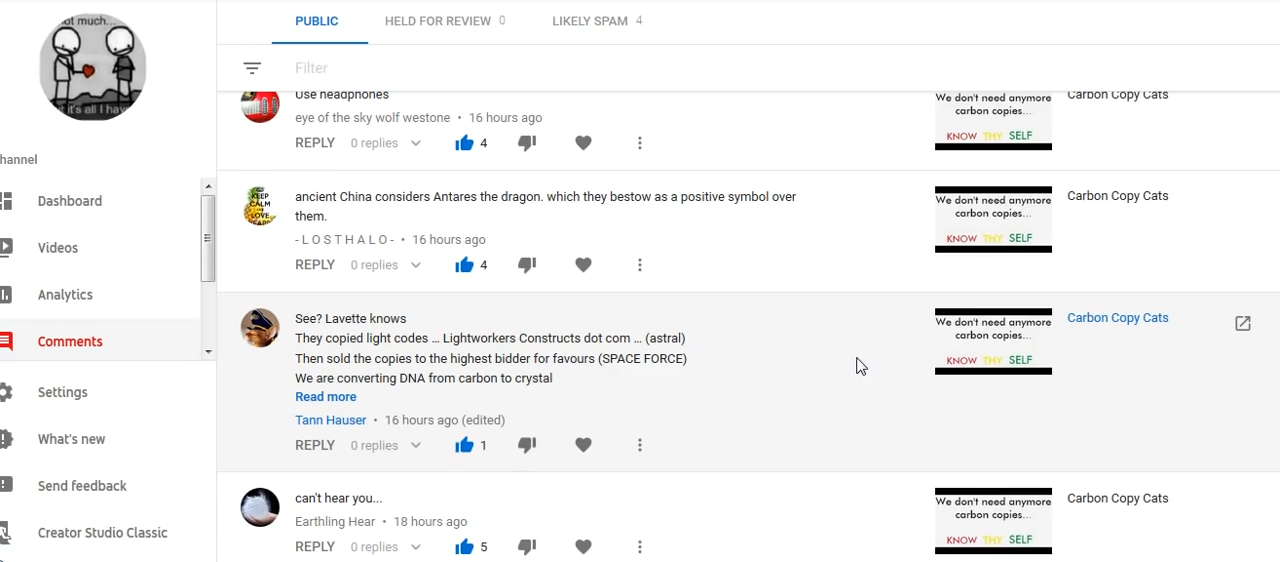 ot much...
it's all I hav
hannel
Dashboard
Videos
Analytics
Comments
Settings
What's new
Send feedback
Creator Studio Classic
PUBLIC
HELD FOR REVIEW 0
LIKELY SPAM 4
Filter
Use headphones
eye of the sky wolf westone • 16 hours ago
REPLY 0 replies 4
We don't need anymore
carbon copies...
KNOW THY SELF
Carbon Copy Cats
KEEP
CALM
LOVE
ancient China considers Antares the dragon. which they bestow as a positive symbol over
them.
- L O S T H A L O - • 16 hours ago
REPLY 0 replies 4
We don't need anymore
carbon copies...
KNOW THY SELF
Carbon Copy Cats
See? Lavette knows
They copied light codes ... Lightworkers Constructs dot com ... (astral)
Then sold the copies to the highest bidder for favours (SPACE FORCE)
We are converting DNA from carbon to crystal
Read more
Tann Hauser • 16 hours ago (edited)
REPLY 0 replies 1
We don't need anymore
carbon copies...
KNOW THY SELF
Carbon Copy Cats
can't hear you...
Earthling Hear • 18 hours ago
REPLY 0 replies 5
We don't need anymore
carbon copies...
KNOW THY SELF
Carbon Copy Cats